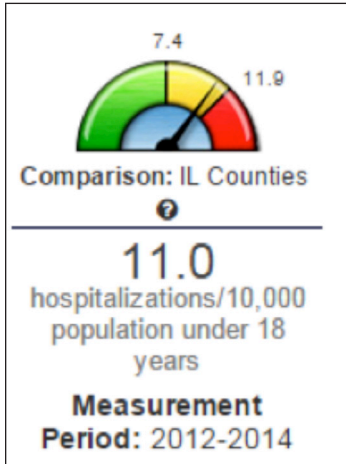 7.4
11.9
Comparison: IL Counties
?
11.0
hospitalizations/10,000
population under 18
years
Measurement
Period: 2012-2014